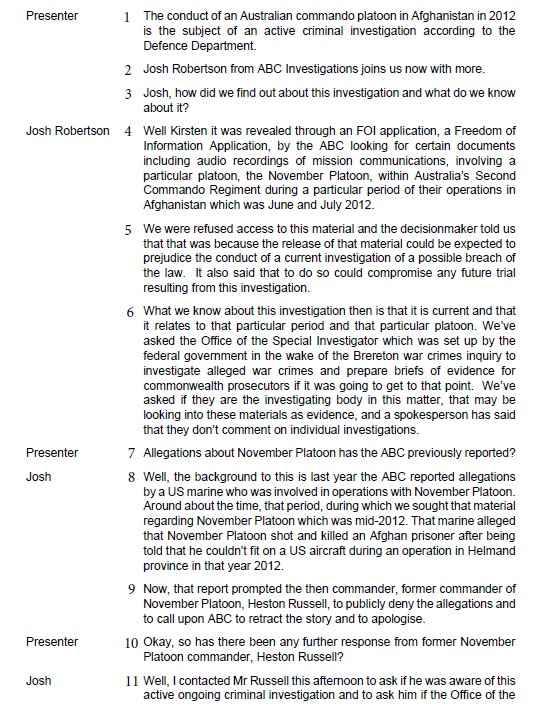 Presenter 1 The conduct of an Australian commando platoon in Afghanistan in 2012
is the subject of an active criminal investigation according to the
Defence Department.
2 Josh Robertson from ABC Investigations joins us now with more.
3 Josh, how did we find out about this investigation and what do we know
about it?
Josh Robertson 4 Well Kirsten it was revealed through an FOI application, a Freedom of
Information Application, by the ABC looking for certain documents
including audio recordings of mission communications, involving a
particular platoon, the November Platoon, within Australia's Second
Commando Regiment during a particular period of their operations in
Afghanistan which was June and July 2012.
5 We were refused access to this material and the decisionmaker told us
that that was because the release of that material could be expected to
prejudice the conduct of a current investigation of a possible breach of
the law. It also said that to do so could compromise any future trial
resulting from this investigation.
6 What we know about this investigation then is that it is current and that
it relates to that particular period and that particular platoon. We've
asked the Office of the Special Investigator which was set up by the
federal government in the wake of the Brereton war crimes inquiry to
investigate alleged war crimes and prepare briefs of evidence for
commonwealth prosecutors if it was going to get to that point. We've
asked if they are the investigating body in this matter, that may be
looking into these materials as evidence, and a spokesperson has said
that they don't comment on individual investigations.
Presenter 7 Allegations about November Platoon has the ABC previously reported?
Josh 8 Well, the background to this is last year the ABC reported allegations
by a US marine who was involved in operations with November Platoon.
Around about the time, that period, during which we sought that material
regarding November Platoon which was mid-2012. That marine alleged
that November Platoon shot and killed an Afghan prisoner after being
told that he couldn't fit on a US aircraft during an operation in Helmand
province in that year 2012.
9 Now, that report prompted the then commander, former commander of
November Platoon, Heston Russell, to publicly deny the allegations and
to call upon ABC to retract the story and to apologise.
Presenter 10 Okay, so has there been any further response from former November
Platoon commander, Heston Russell?
Josh 11 Well, I contacted Mr Russell this afternoon to ask if he was aware of this
active ongoing criminal investigation and to ask him if the Office of the